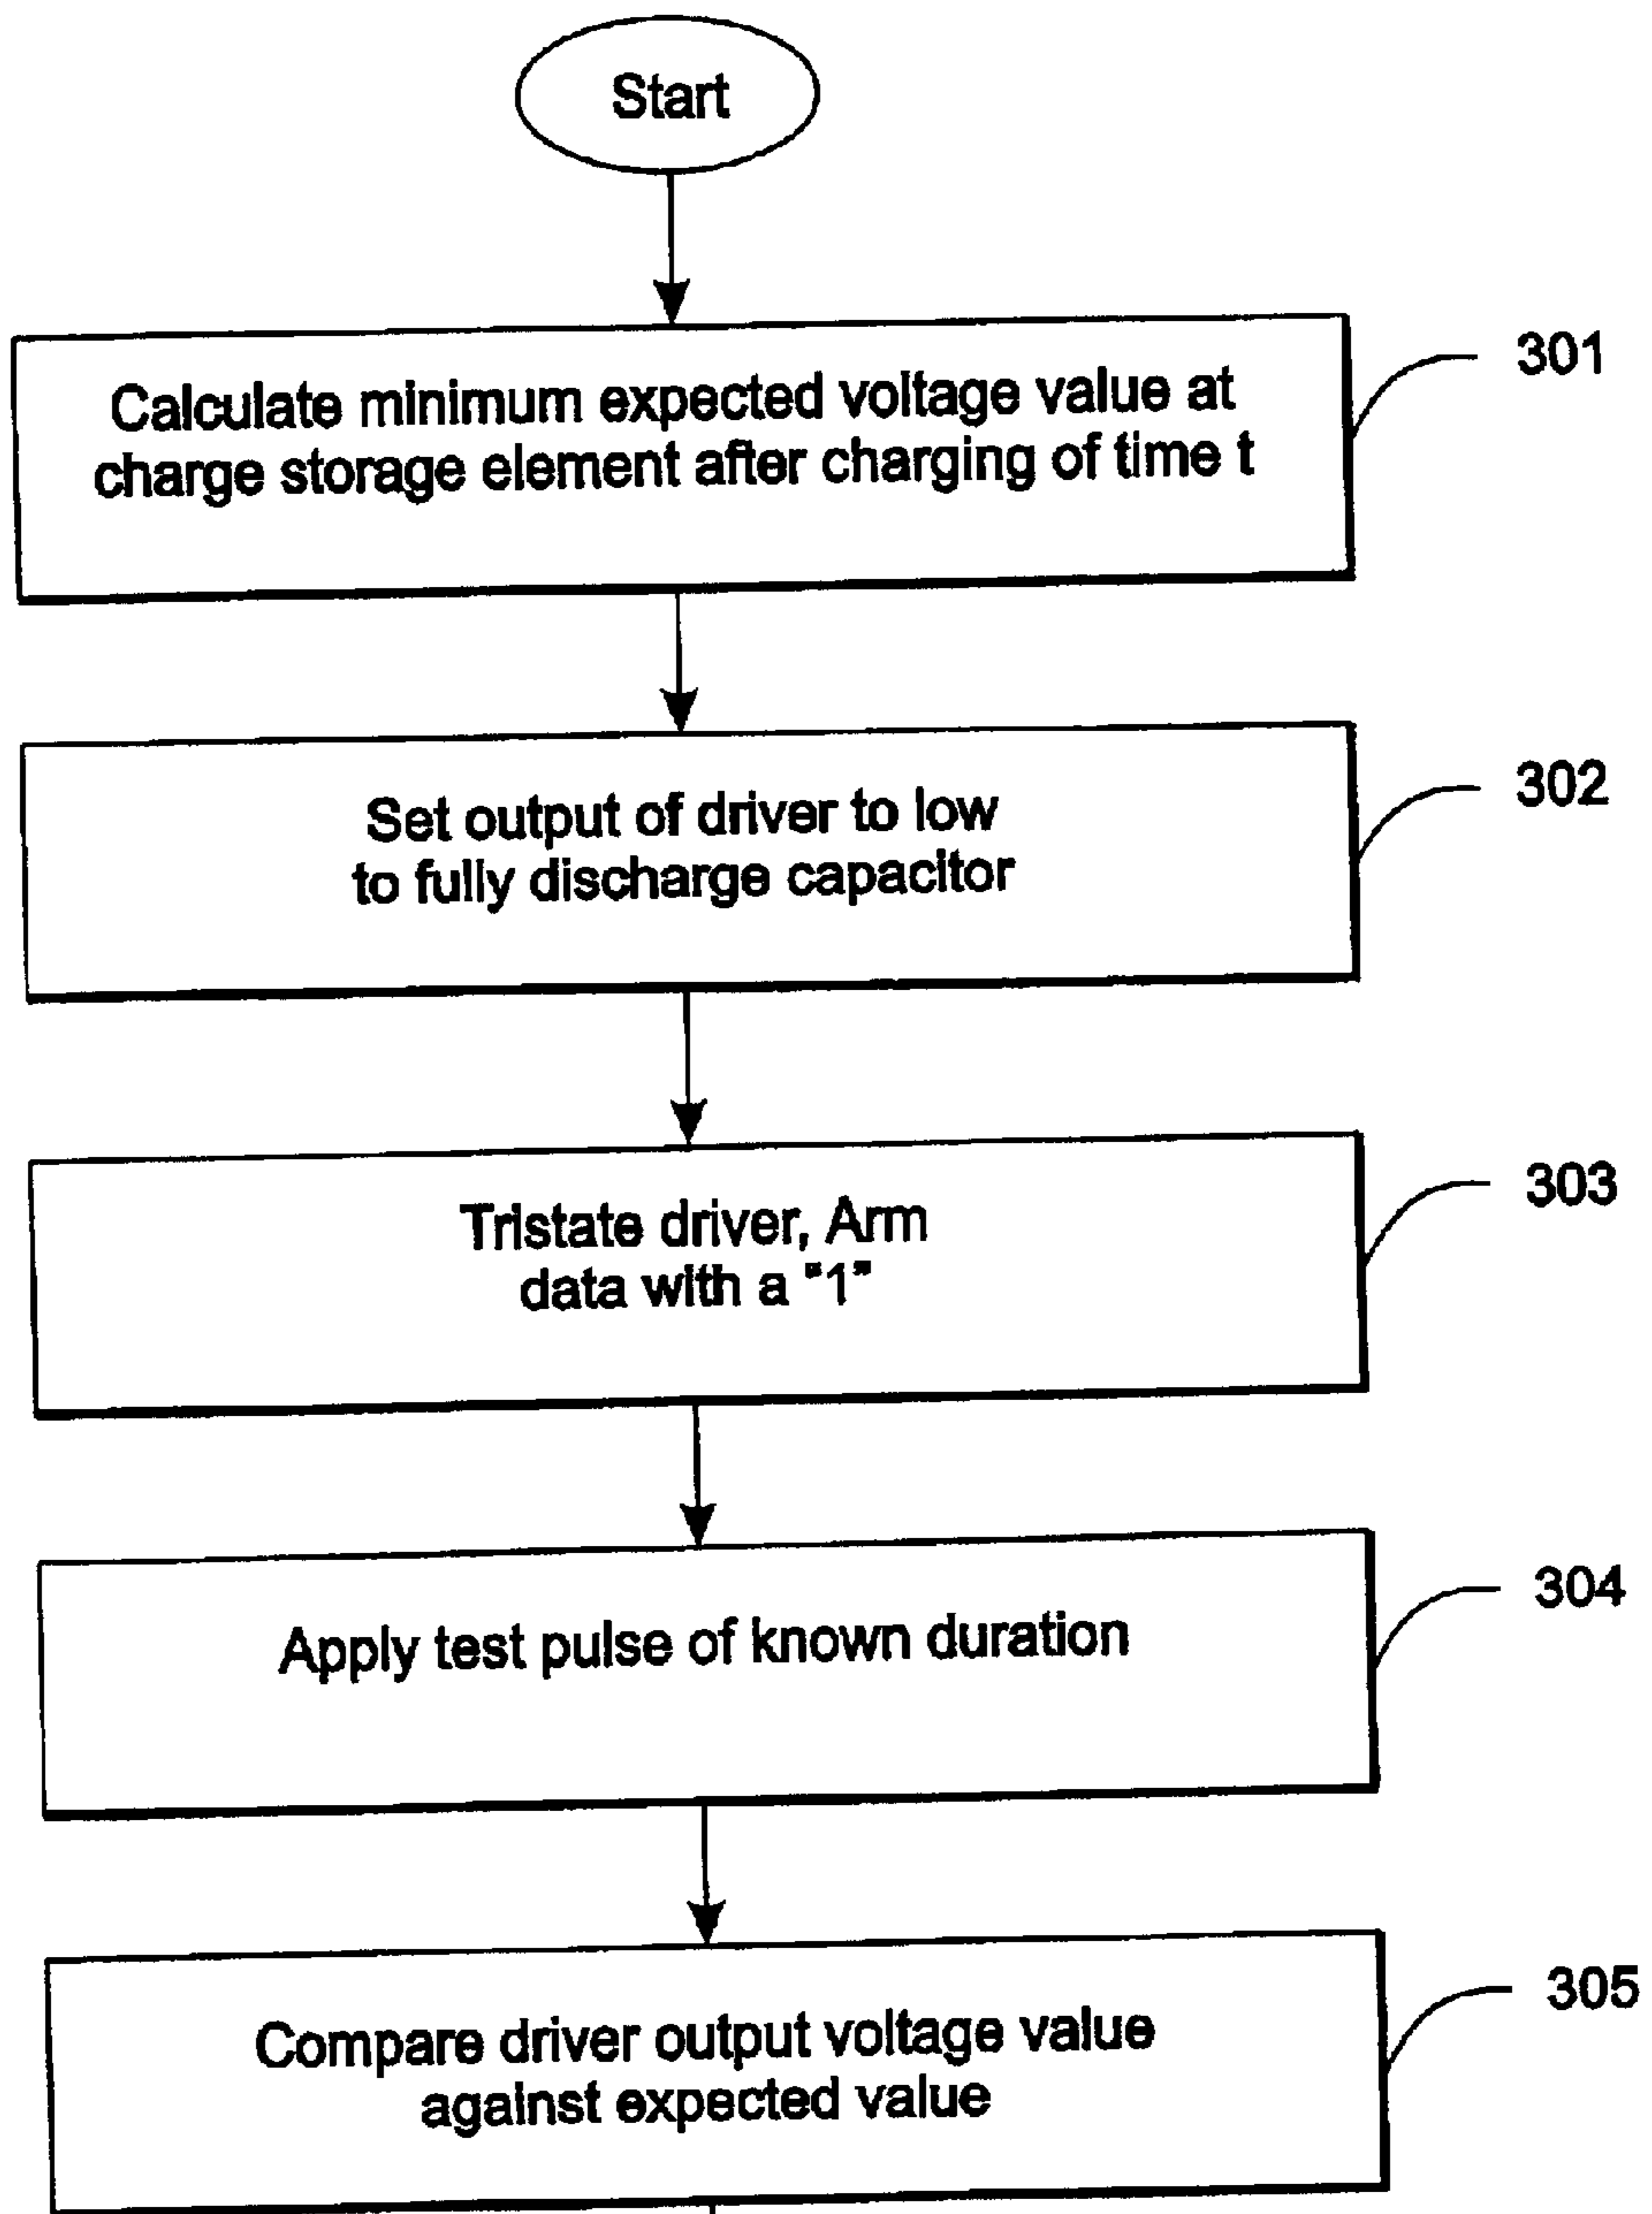 Start
Calculate minimum expected voltage value at
charge storage element after charging of time t
301
Set output of driver to low
to fully discharge capacitor
302
Tristate driver, Arm
data with a "1"
303
Apply test pulse of known duration
304
Compare driver output voltage value
against expected value
305